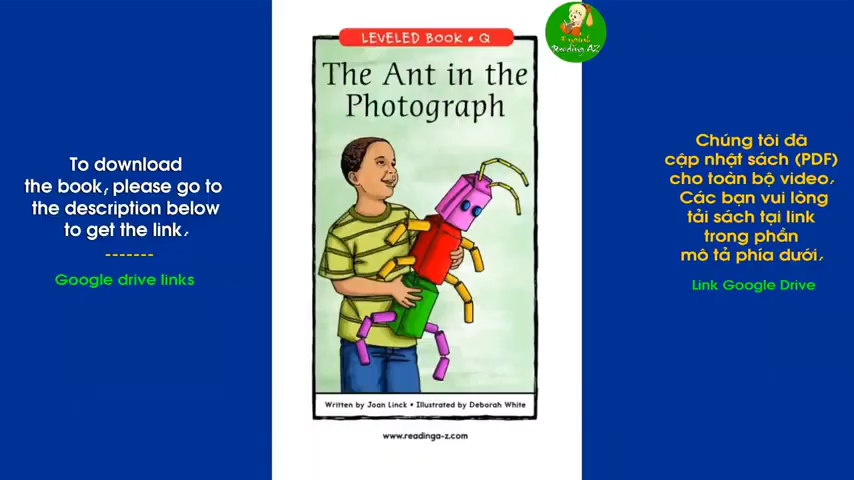 To download
the book, please go to
the description below
to get the link,
-------
Google drive links
LEVELED BOOK • Q
The Ant in the
Photograph
Written by Joan Linck • Illustrated by Deborah White
www.readinga-z.com
English
Reading AZ
Chúng tôi đã
cập nhật sách (PDF)
cho toàn bộ video,
Các bạn vui lòng
tải sách tại link
trong phần
mô tả phía dưới,
Link Google Drive